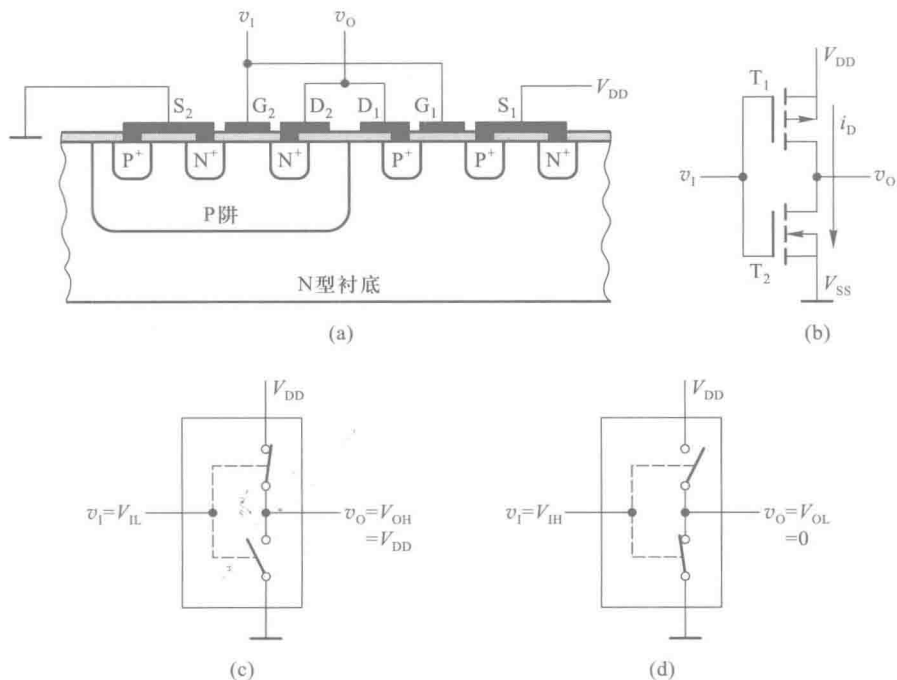 v_I v_O
S_2 G_2 D_2 D_1 G_1 S_1 V_DD
P^+ N^+ N^+ P^+ P^+ N^+
P阱
N型衬底
(a)
V_DD
T_1
i_D
v_I v_O
T_2
V_SS
(b)
V_DD
v_I=V_IL v_O=V_OH
=V_DD
(c)
V_DD
v_I=V_IH v_O=V_OL
=0
(d)